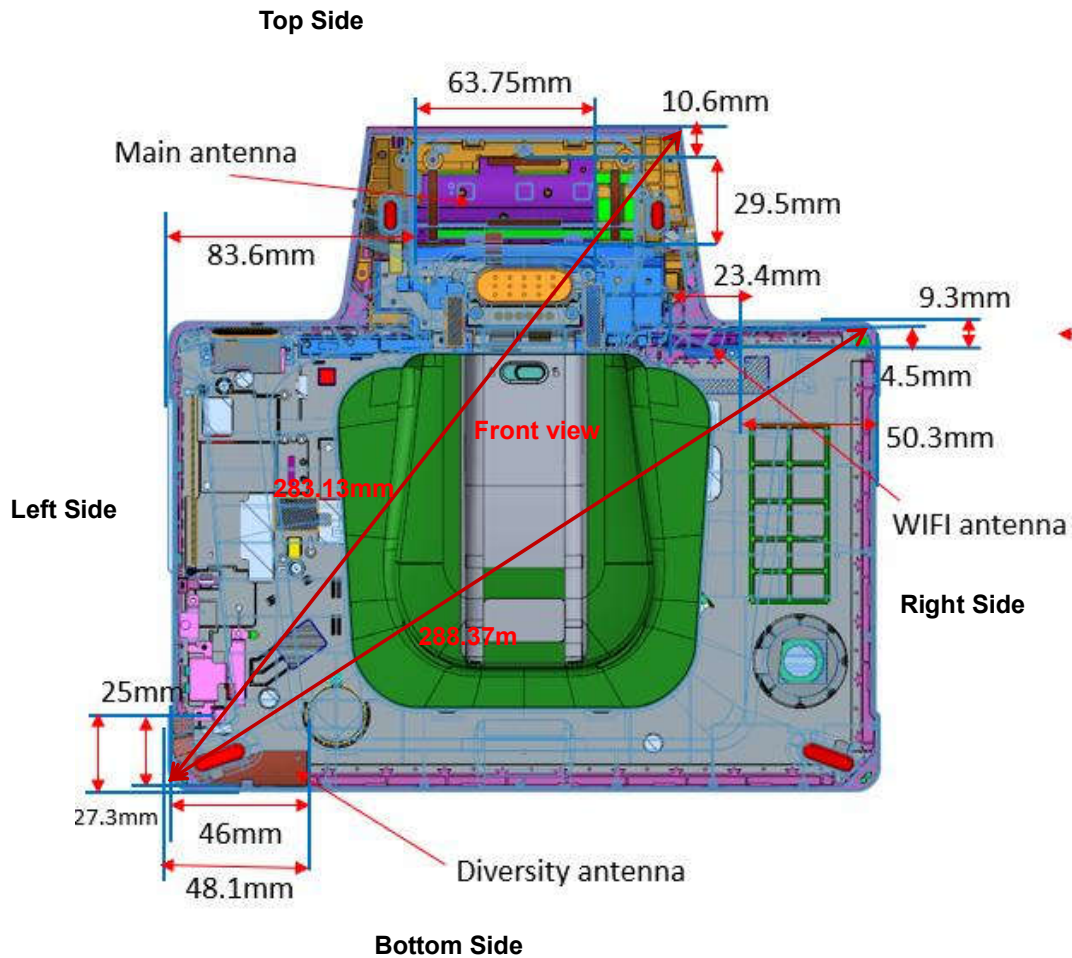 Top Side
63.75mm
10.6mm
Main antenna
29.5mm
83.6mm
23.4mm
9.3mm
4.5mm
Front view
50.3mm
283.13mm
Left Side
WIFI antenna
Right Side
288.37m
25mm
27.3mm
46mm
Diversity antenna
48.1mm
Bottom Side